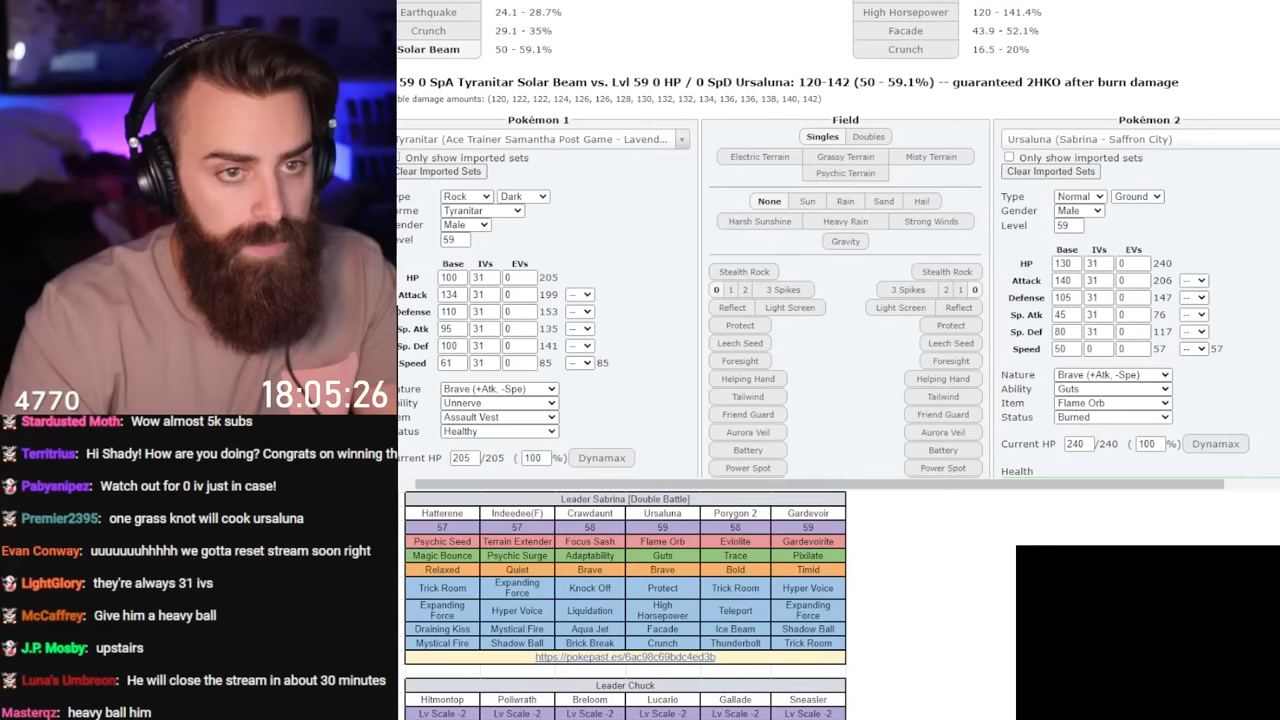 Earthquake 24.1 - 28.7% High Horsepower 120 - 141.4%
Crunch 29.1 - 35% Facade 43.9 - 52.1%
Solar Beam 50 - 59.1% Crunch 16.5 - 20%
59 0 SpA Tyranitar Solar Beam vs. Lvl 59 0 HP / 0 SpD Ursaluna: 120-142 (50 - 59.1%) -- guaranteed 2HKO after burn damage
ble damage amounts: (120, 122, 122, 124, 126, 126, 128, 130, 132, 132, 134, 136, 136, 138, 140, 142)
Pokémon 1
Tyranitar (Ace Trainer Samantha Post Game - Lavend...
Only show imported sets
Clear Imported Sets
ype Rock Dark
orme Tyranitar
ender Male
evel 59
Base IVs EVs
HP 100 31 0 205
Attack 134 31 0 199 --
Defense 110 31 0 153 --
Sp. Atk 95 31 0 135 --
Sp. Def 100 31 0 141 --
Speed 61 31 0 85 -- 85
ature Brave (+Atk, -Spe)
bility Unnerve
em Assault Vest
tatus Healthy
urrent HP 205 /205 ( 100 %) Dynamax
Field
Singles Doubles
Electric Terrain Grassy Terrain Misty Terrain
Psychic Terrain
None Sun Rain Sand Hail
Harsh Sunshine Heavy Rain Strong Winds
Gravity
Stealth Rock Stealth Rock
0 1 2 3 Spikes 3 Spikes 2 1 0
Reflect Light Screen Light Screen Reflect
Protect Protect
Leech Seed Leech Seed
Foresight Foresight
Helping Hand Helping Hand
Tailwind Tailwind
Friend Guard Friend Guard
Aurora Veil Aurora Veil
Battery Battery
Power Spot Power Spot
Pokémon 2
Ursaluna (Sabrina - Saffron City)
Only show imported sets
Clear Imported Sets
Type Normal Ground
Gender Male
Level 59
Base IVs EVs
HP 130 31 0 240
Attack 140 31 0 206 --
Defense 105 31 0 147 --
Sp. Atk 45 31 0 76 --
Sp. Def 80 31 0 117 --
Speed 50 31 0 57 -- 57
Nature Brave (+Atk, -Spe)
Ability Guts
Item Flame Orb
Status Burned
Current HP 240 /240 ( 100 %) Dynamax
Health
4770 18:05:26
Stardusted Moth: Wow almost 5k subs
Territrius: Hi Shady! How are you doing? Congrats on winning th
Pabysnipez: Watch out for 0 iv just in case!
Premier2395: one grass knot will cook ursaluna
Evan Conway: uuuuuuuhhhhh we gotta reset stream soon right
LightGlory: they're always 31 ivs
McCaffrey: Give him a heavy ball
J.P. Mosby: upstairs
Luna's Umbreon: He will close the stream in about 30 minutes
Masterqz: heavy ball him
Leader Sabrina [Double Battle]
Hatterene Indeedee(F) Crawdaunt Ursaluna Porygon 2 Gardevoir
57 57 58 59 58 59
Psychic Seed Terrain Extender Focus Sash Flame Orb Eviolite Gardevoirite
Magic Bounce Psychic Surge Adaptability Guts Trace Pixilate
Relaxed Quiet Brave Brave Bold Timid
Trick Room Expanding Force Knock Off Protect Trick Room Hyper Voice
Expanding Force Hyper Voice Liquidation High Horsepower Teleport Expanding Force
Draining Kiss Mystical Fire Aqua Jet Facade Ice Beam Shadow Ball
Mystical Fire Shadow Ball Brick Break Crunch Thunderbolt Trick Room
https://pokepast.es/6ac98c69bdc4ed3b
Leader Chuck
Hitmontop Poliwrath Breloom Lucario Gallade Sneasler
Lv Scale -2 Lv Scale -2 Lv Scale -2 Lv Scale -2 Lv Scale -2 Lv Scale -2